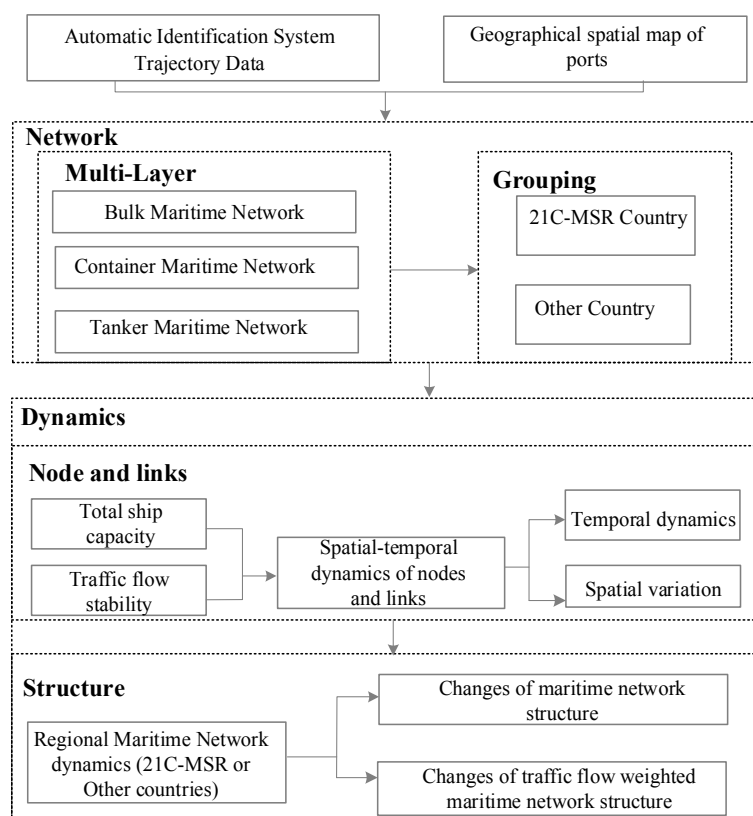 Automatic Identification System
Trajectory Data
Geographical spatial map of
ports
Network
Multi-Layer
Bulk Maritime Network
Container Maritime Network
Tanker Maritime Network
Grouping
21C-MSR Country
Other Country
Dynamics
Node and links
Total ship
capacity
Traffic flow
stability
Spatial-temporal
dynamics of nodes
and links
Temporal dynamics
Spatial variation
Structure
Regional Maritime Network
dynamics (21C-MSR or
Other countries)
Changes of maritime network
structure
Changes of traffic flow weighted
maritime network structure